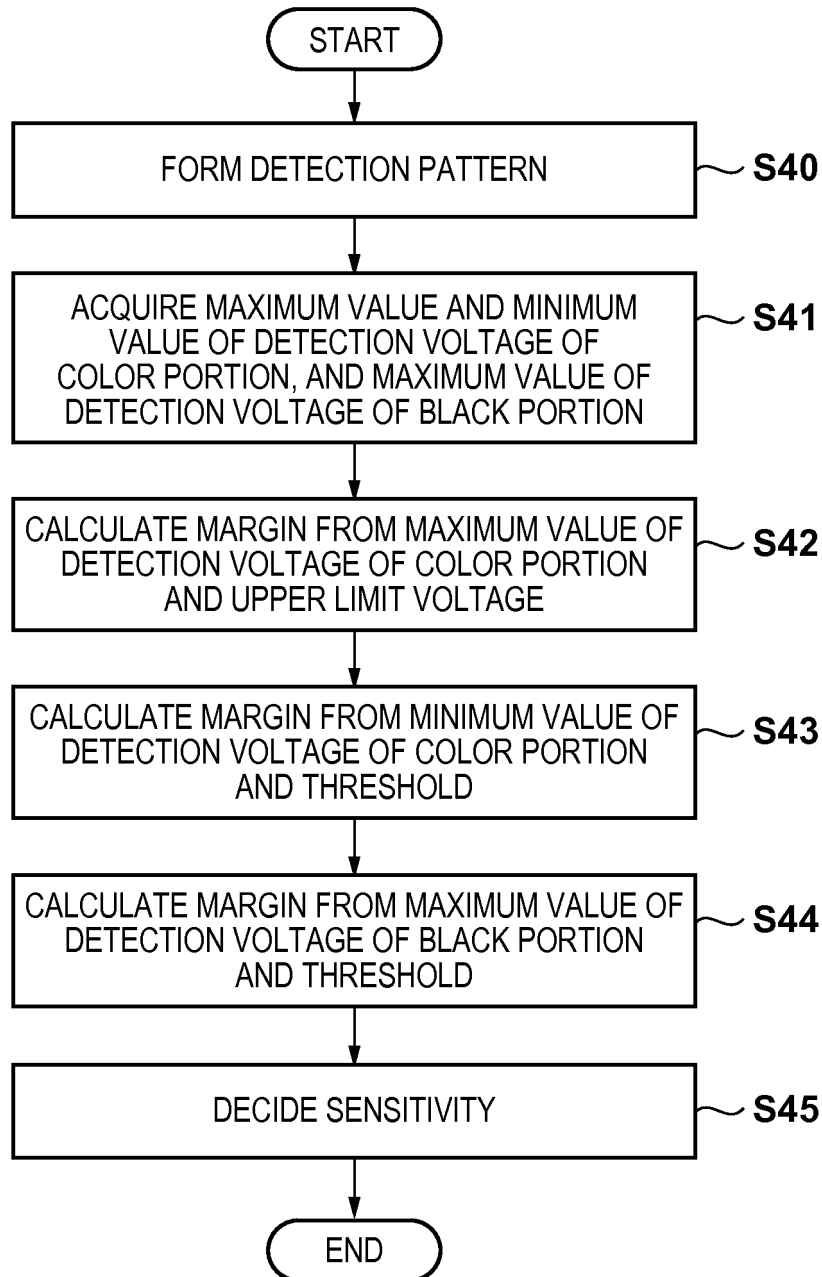 START
FORM DETECTION PATTERN
S40
ACQUIRE MAXIMUM VALUE AND MINIMUM
VALUE OF DETECTION VOLTAGE OF
COLOR PORTION, AND MAXIMUM VALUE OF
DETECTION VOLTAGE OF BLACK PORTION
S41
CALCULATE MARGIN FROM MAXIMUM VALUE OF
DETECTION VOLTAGE OF COLOR PORTION
AND UPPER LIMIT VOLTAGE
S42
CALCULATE MARGIN FROM MINIMUM VALUE OF
DETECTION VOLTAGE OF COLOR PORTION
AND THRESHOLD
S43
CALCULATE MARGIN FROM MAXIMUM VALUE OF
DETECTION VOLTAGE OF BLACK PORTION
AND THRESHOLD
S44
DECIDE SENSITIVITY
S45
END